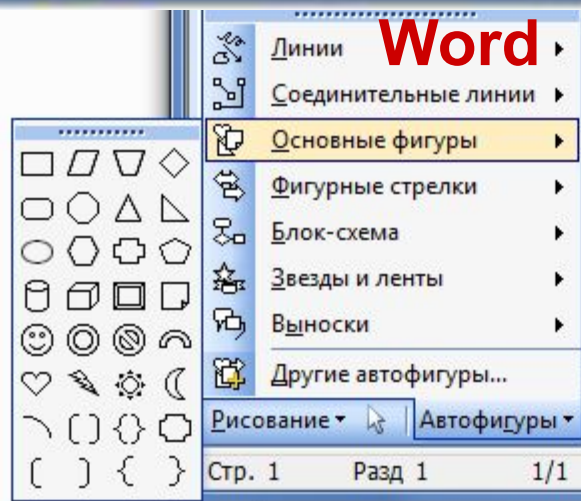 Word
Линии
Соединительные линии
Основные фигуры
Фигурные стрелки
Блок-схема
Звезды и ленты
Выноски
Другие автофигуры...
Рисование Автофигуры
Стр. 1 Разд 1 1/1